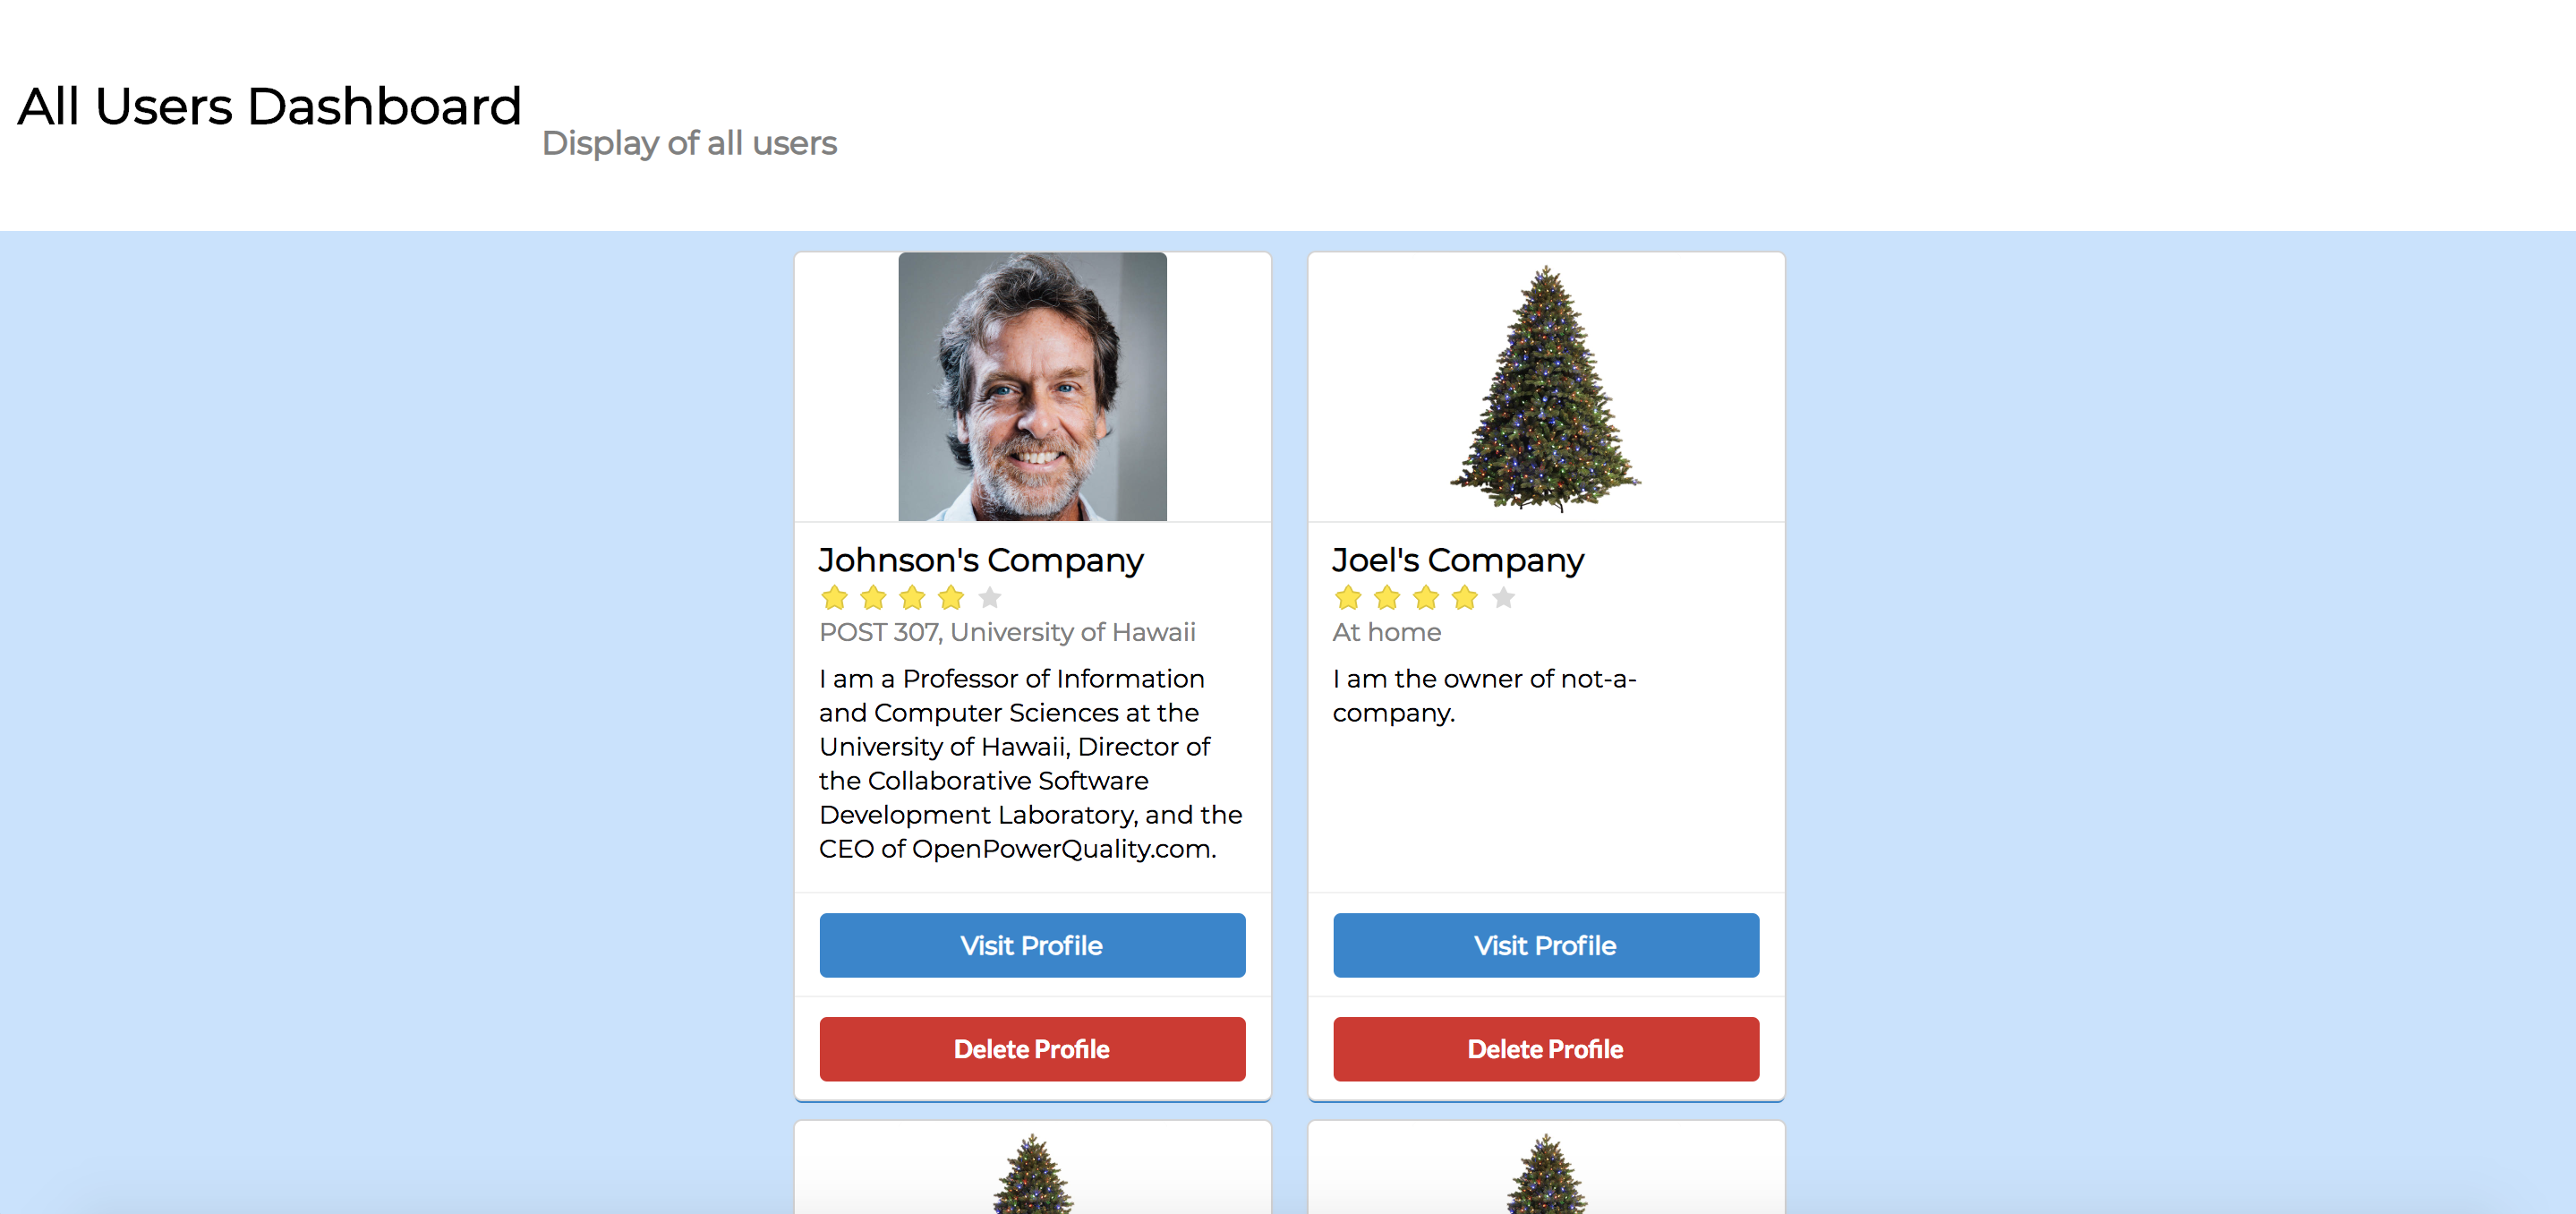 All Users Dashboard
Display of all users
Johnson's Company
POST 307, University of Hawaii
I am a Professor of Information
and Computer Sciences at the
University of Hawaii, Director of
the Collaborative Software
Development Laboratory, and the
CEO of OpenPowerQuality.com.
Visit Profile
Delete Profile
Joel's Company
At home
I am the owner of not-a-
company.
Visit Profile
Delete Profile